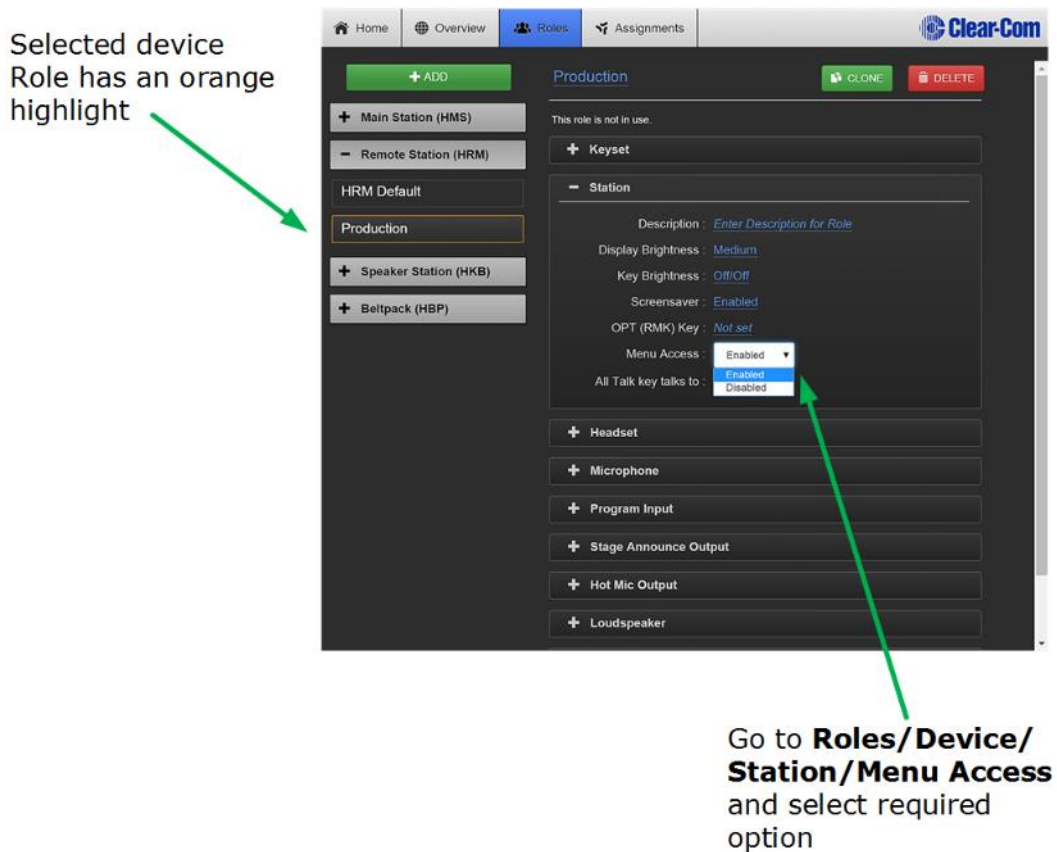 Selected device
Role has an orange
highlight
Home
Overview
Roles
Assignments
Clear-Com
+ ADD
+ Main Station (HMS)
− Remote Station (HRM)
HRM Default
Production
+ Speaker Station (HKB)
+ Beltpack (HBP)
Production
CLONE
DELETE
This role is not in use.
+ Keyset
− Station
Description : Enter Description for Role
Display Brightness : Medium
Key Brightness : Off/Off
Screensaver : Enabled
OPT (RMK) Key : Not set
Menu Access : Enabled
Enabled
Disabled
All Talk key talks to :
+ Headset
+ Microphone
+ Program Input
+ Stage Announce Output
+ Hot Mic Output
+ Loudspeaker
Go to Roles/Device/
Station/Menu Access
and select required
option